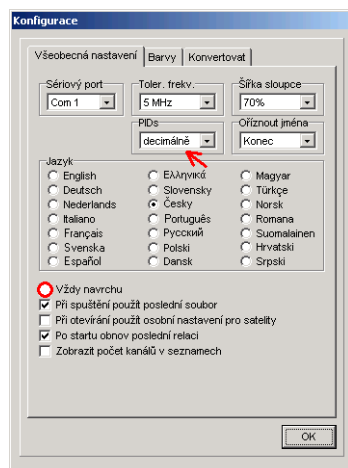 Konfigurace
Všeobecná nastavení Barvy Konvertovat
Sériový port Toler. frekv. Šířka sloupce
Com 1 5 MHz 70%
PIDs Oříznout jména
decimálně Konec
Jazyk
English Ελληνικά Magyar
Deutsch Slovensky Türkçe
Nederlands Česky Norsk
Italiano Português Romana
Français Русский Suomalainen
Svenska Polski Hrvatski
Español Dansk Srpski
Vždy navrchu
Při spuštění použít poslední soubor
Při otevírání použít osobní nastavení pro satelity
Po startu obnov poslední relaci
Zobrazit počet kanálů v seznamech
OK